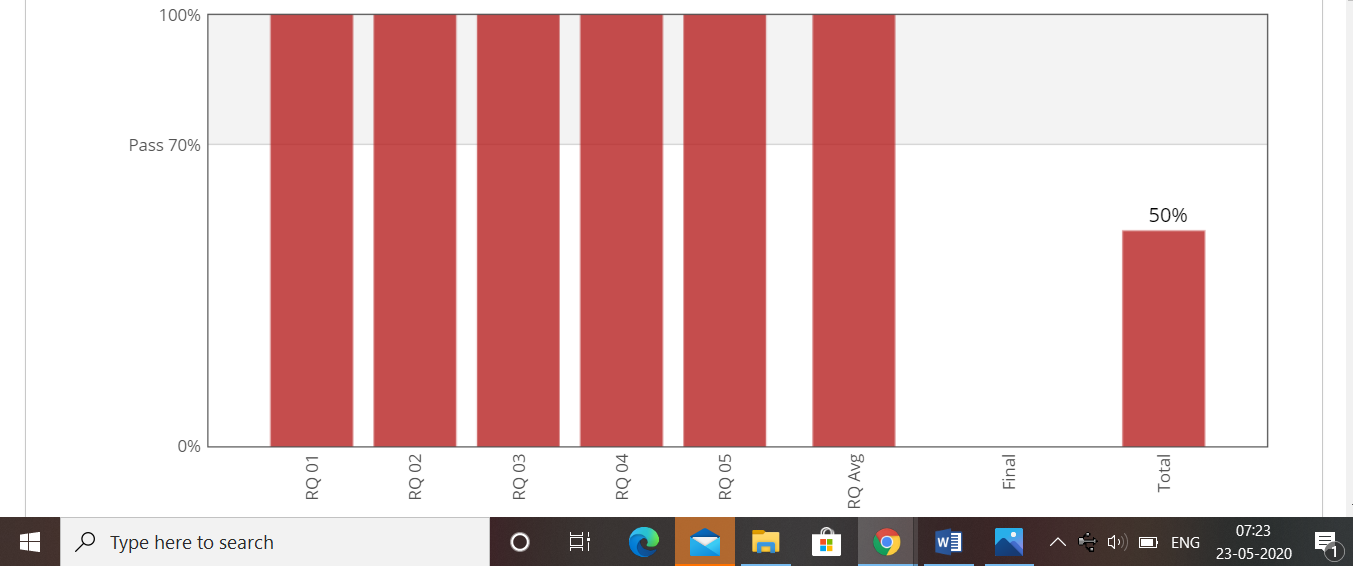 100%
Pass 70%
50%
0%
RQ 01
RQ 02
RQ 03
RQ 04
RQ 05
RQ Avg
Final
Total
Type here to search
ENG
07:23
23-05-2020
1